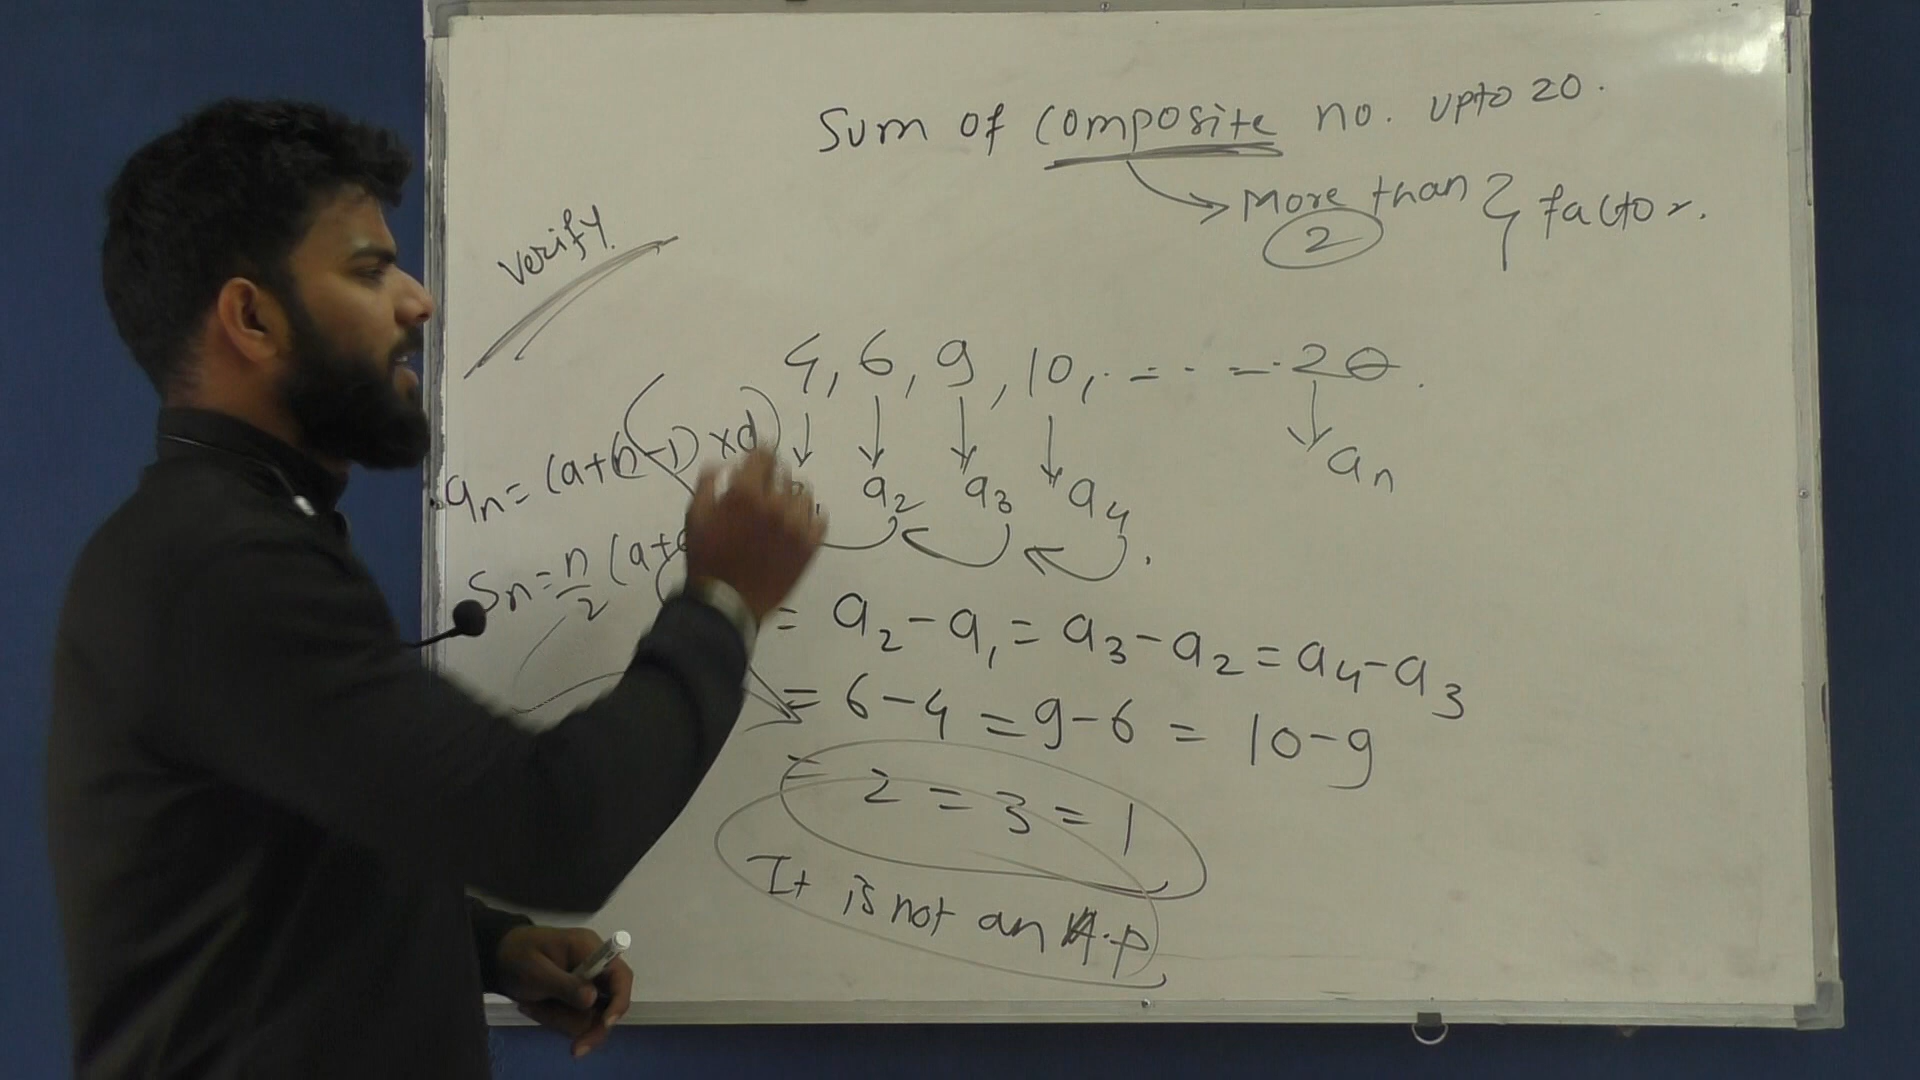 Sum of Composite no. upto 20.
More than 2 factor.
2
verify
4, 6, 9, 10, - - - - 20.
an = (a+(n-1)×d)
a2 a3 a4 an
Sn = n/2 (a+
= a2-a1 = a3-a2 = a4-a3
= 6-4 = 9-6 = 10-9
= 2 = 3 = 1
It is not an A.P